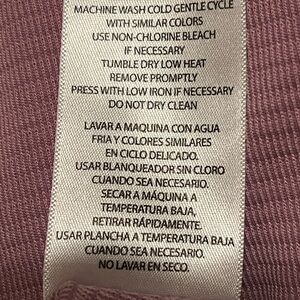 MACHINE WASH COLD GENTLE CYCLE
WITH SIMILAR COLORS
USE NON-CHLORINE BLEACH
IF NECESSARY
TUMBLE DRY LOW HEAT
REMOVE PROMPTLY
PRESS WITH LOW IRON IF NECESSARY
DO NOT DRY CLEAN
LAVAR A MAQUINA CON AGUA
FRIA Y COLORES SIMILARES
EN CICLO DELICADO.
USAR BLANQUEADOR SIN CLORO
CUANDO SEA NECESARIO.
SECAR A MÁQUINA A
TEMPERATURA BAJA,
RETIRAR RÁPIDAMENTE.
USAR PLANCHA A TEMPERATURA BAJA
CUANDO SEA NECESARIO.
NO LAVAR EN SECO.